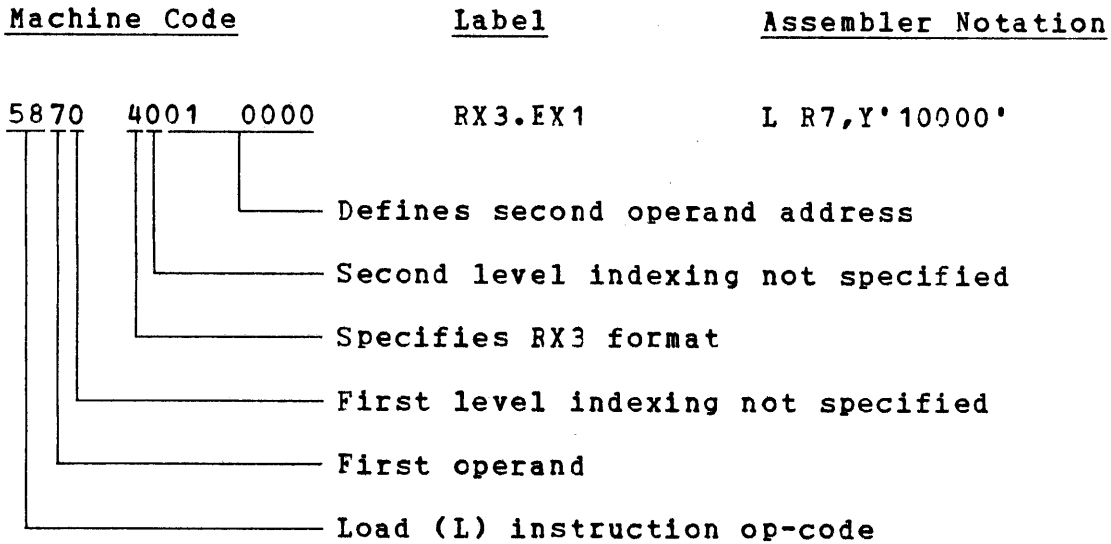 Machine Code Label Assembler Notation
5870 4001 0000 RX3.EX1 L R7,Y'10000'
Defines second operand address
Second level indexing not specified
Specifies RX3 format
First level indexing not specified
First operand
Load (L) instruction op-code